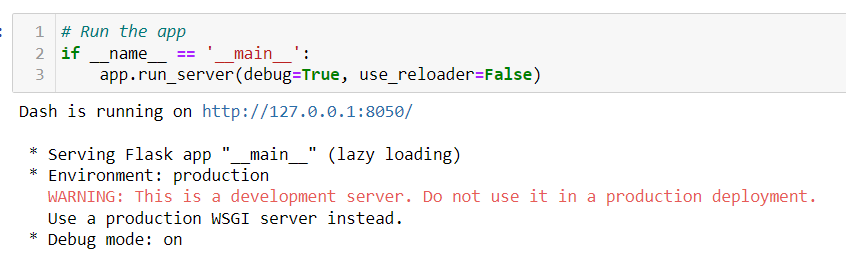 :
1 # Run the app
2 if __name__ == '__main__':
3     app.run_server(debug=True, use_reloader=False)
Dash is running on http://127.0.0.1:8050/
* Serving Flask app "__main__" (lazy loading)
* Environment: production
WARNING: This is a development server. Do not use it in a production deployment.
Use a production WSGI server instead.
* Debug mode: on